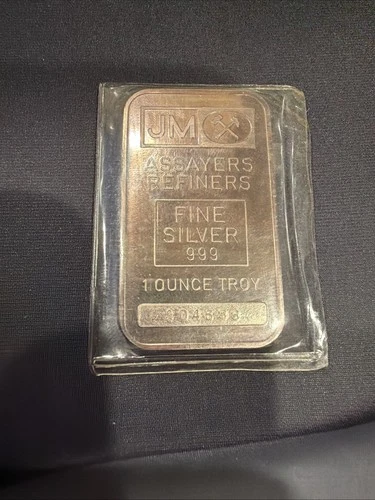 JM
ASSAYERS
REFINERS
FINE
SILVER
999
1 OUNCE TROY